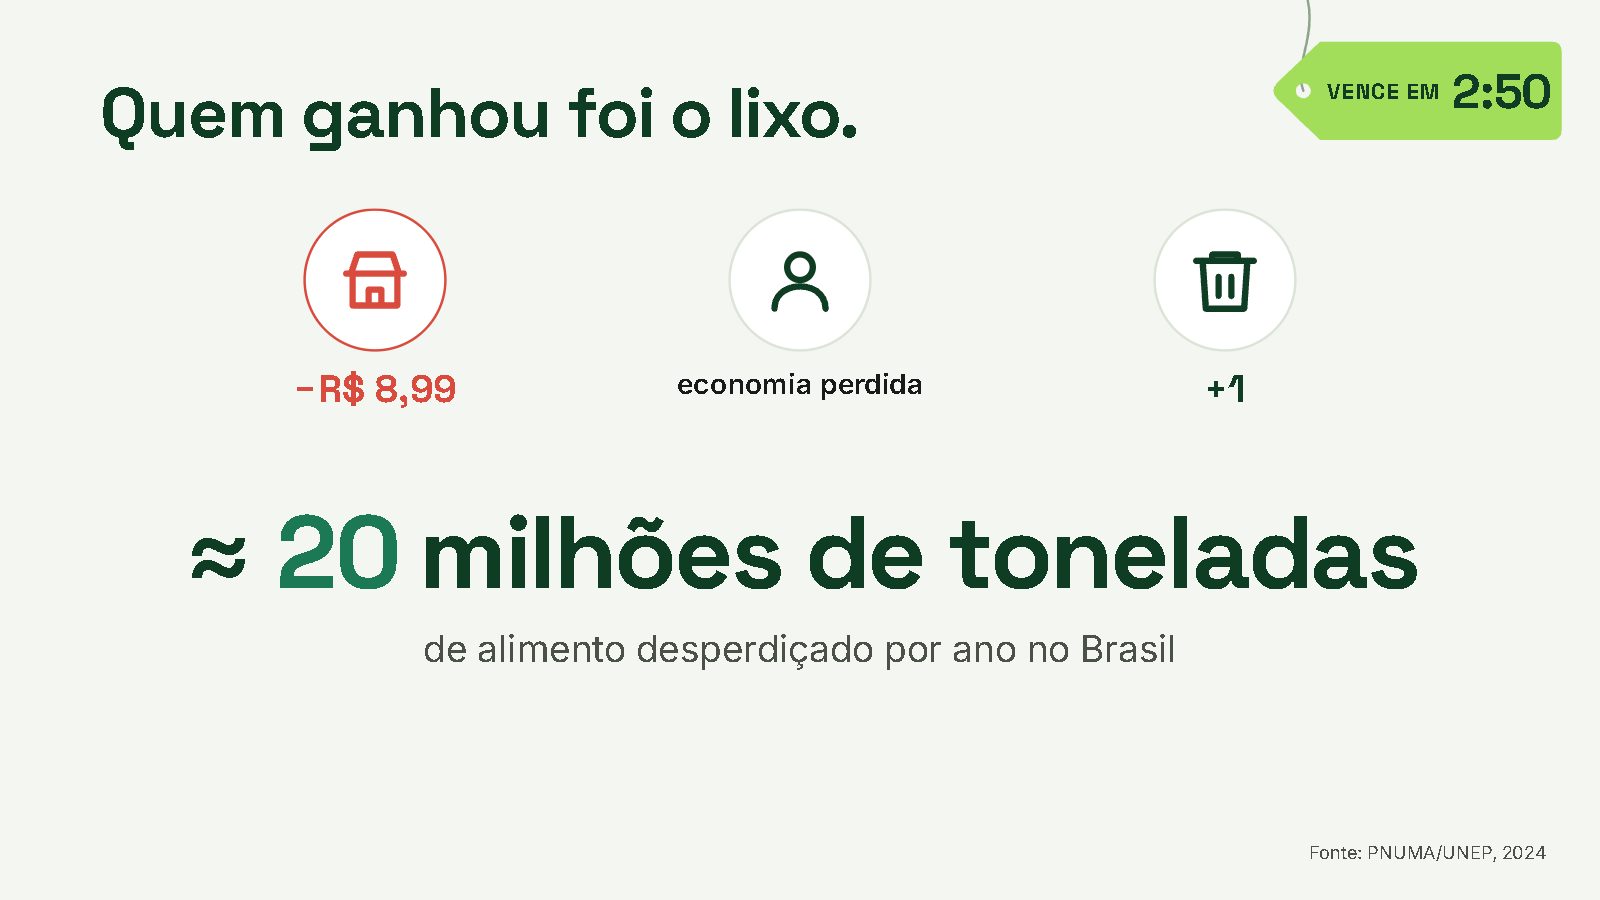 Quem ganhou foi o lixo.
VENCE EM 2:50
−R$ 8,99
economia perdida
+1
≈ 20 milhões de toneladas
de alimento desperdiçado por ano no Brasil
Fonte: PNUMA/UNEP, 2024